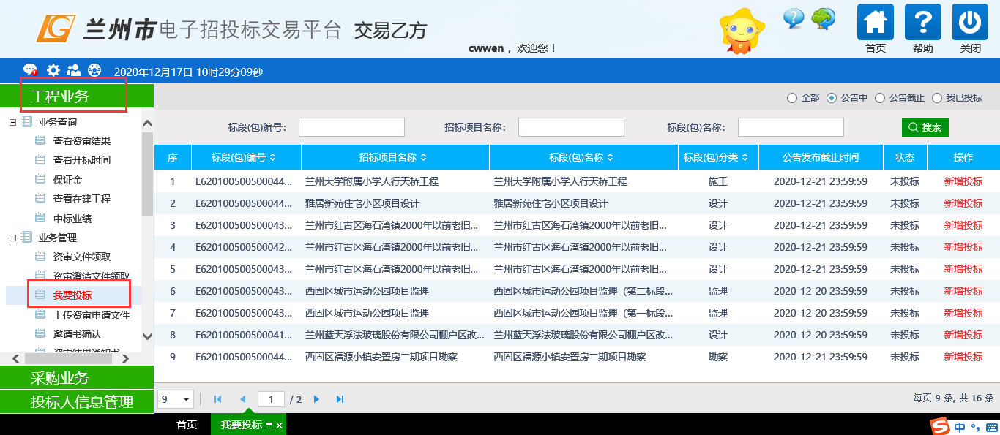 兰州市电子招投标交易平台 交易乙方
cwwen ，欢迎您！
首页 帮助 关闭
2020年12月17日 10时29分09秒
工程业务
业务查询
查看资审结果
查看开标时间
保证金
查看在建工程
中标业绩
业务管理
资审文件领取
资审澄清文件领取
我要投标
上传资审申请文件
邀请书确认
资审结果通知书
采购业务
投标人信息管理
全部 公告中 公告截止 我已投标
标段(包)编号： 招标项目名称： 标段(包)名称： 搜索
序 标段(包)编号 招标项目名称 标段(包)名称 标段(包)分类 公告发布截止时间 状态 操作
1 E620100500500044... 兰州大学附属小学人行天桥工程 兰州大学附属小学人行天桥工程 施工 2020-12-21 23:59:59 未投标 新增投标
2 E620100500500044... 雅居新苑住宅小区项目设计 雅居新苑住宅小区项目设计 设计 2020-12-21 23:59:59 未投标 新增投标
3 E620100500500043... 兰州市红古区海石湾镇2000年以前老旧... 兰州市红古区海石湾镇2000年以前老旧... 设计 2020-12-21 23:59:59 未投标 新增投标
4 E620100500500042... 兰州市红古区海石湾镇2000年以前老旧... 兰州市红古区海石湾镇2000年以前老旧... 设计 2020-12-21 23:59:59 未投标 新增投标
5 E620100500500043... 兰州市红古区海石湾镇2000年以前老旧... 兰州市红古区海石湾镇2000年以前老旧... 设计 2020-12-21 23:59:59 未投标 新增投标
6 E620100500500043... 西固区城市运动公园项目监理 西固区城市运动公园项目监理（第二标段... 监理 2020-12-20 23:59:59 未投标 新增投标
7 E620100500500043... 西固区城市运动公园项目监理 西固区城市运动公园项目监理（第一标段... 监理 2020-12-20 23:59:59 未投标 新增投标
8 E620100500500041... 兰州蓝天浮法玻璃股份有限公司棚户区改... 兰州蓝天浮法玻璃股份有限公司棚户区改... 设计 2020-12-20 23:59:59 未投标 新增投标
9 E620100500500044... 西固区福源小镇安置房二期项目勘察 西固区福源小镇安置房二期项目勘察 勘察 2020-12-21 23:59:59 未投标 新增投标
9 1 / 2 每页 9 条, 共 16 条
首页 我要投标
中